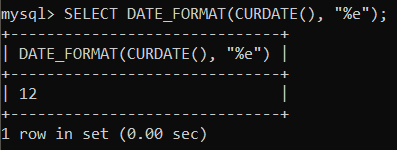 mysql> SELECT DATE_FORMAT(CURDATE(), "%e");
+------------------------------+
| DATE_FORMAT(CURDATE(), "%e") |
+------------------------------+
| 12                           |
+------------------------------+
1 row in set (0.00 sec)